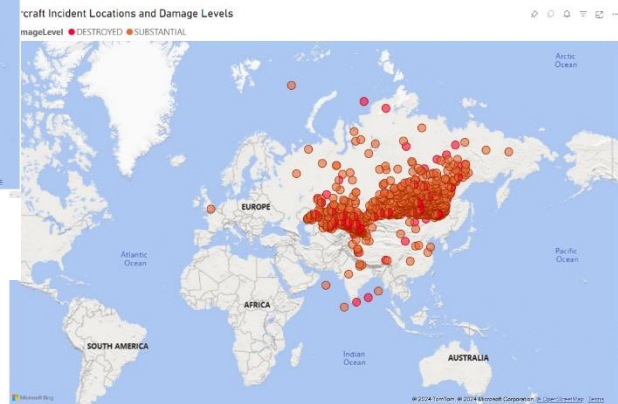 rcraft Incident Locations and Damage Levels
mageLevel DESTROYED SUBSTANTIAL
Arctic
Ocean
EUROPE
Atlantic
Ocean
Pacific
Ocean
AFRICA
SOUTH AMERICA
Indian
Ocean
AUSTRALIA
Microsoft Bing
© 2024 TomTom, © 2024 Microsoft Corporation, © OpenStreetMap Terms